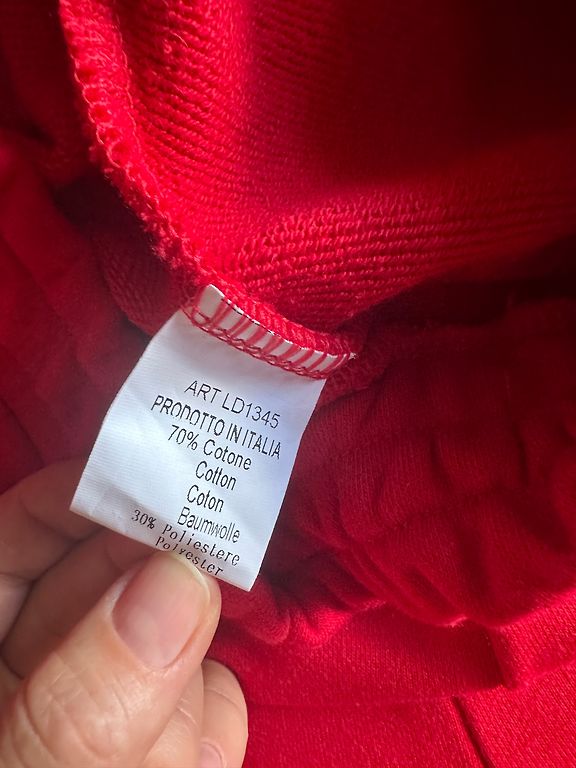 ART LD1345
PRODOTTO IN ITALIA
70% Cotone
Cotton
Coton
Baumwolle
30% Poliestere
Polyester